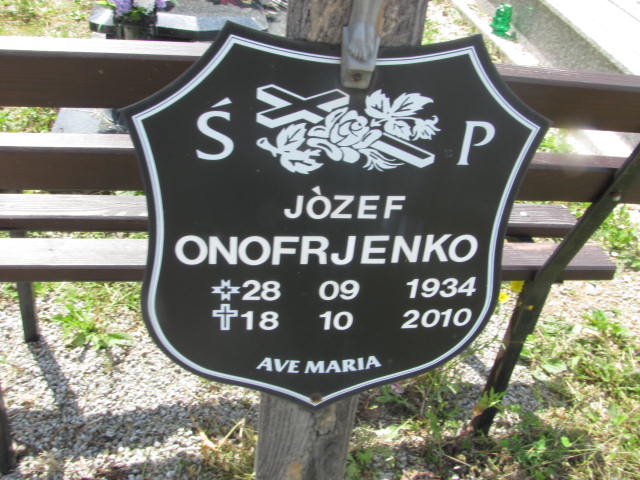 Ś P
JÒZEF
ONOFRJENKO
28 09 1934
18 10 2010
AVE MARIA